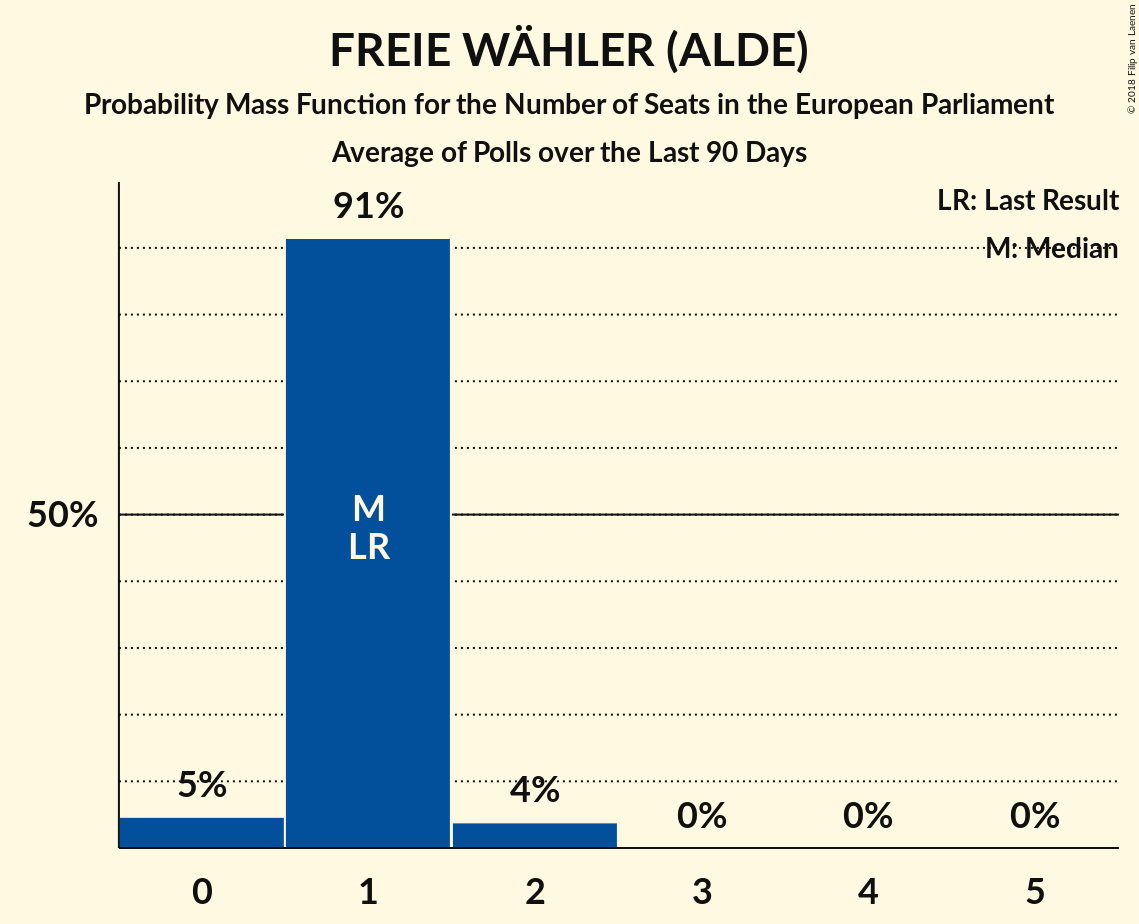 FREIE WÄHLER (ALDE)
Probability Mass Function for the Number of Seats in the European Parliament
Average of Polls over the Last 90 Days
© 2018 Filip van Laenen
LR: Last Result
M: Median
91%
50%
M
LR
5%
4%
0%
0%
0%
0
1
2
3
4
5